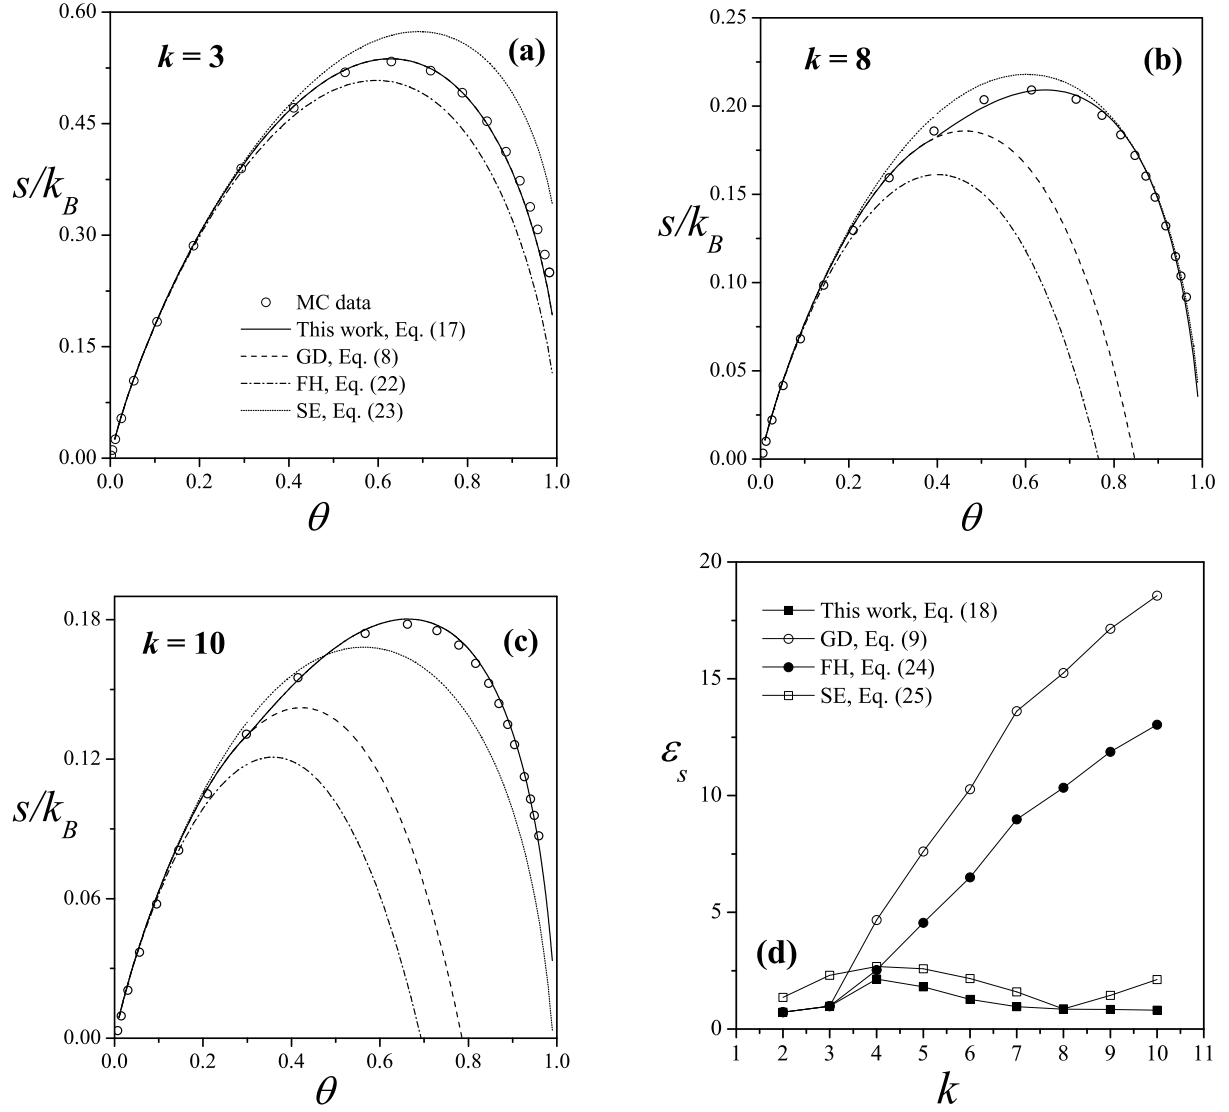 0.60
0.45
0.30
0.15
0.00
s/k_B
k = 3
(a)
MC data
This work, Eq. (17)
GD, Eq. (8)
FH, Eq. (22)
SE, Eq. (23)
0.0 0.2 0.4 0.6 0.8 1.0
θ
0.25
0.20
0.15
0.10
0.05
0.00
s/k_B
k = 8
(b)
0.0 0.2 0.4 0.6 0.8 1.0
θ
0.18
0.12
0.06
0.00
s/k_B
k = 10
(c)
0.0 0.2 0.4 0.6 0.8 1.0
θ
20
15
10
5
0
ε_s
This work, Eq. (18)
GD, Eq. (9)
FH, Eq. (24)
SE, Eq. (25)
(d)
1 2 3 4 5 6 7 8 9 10 11
k